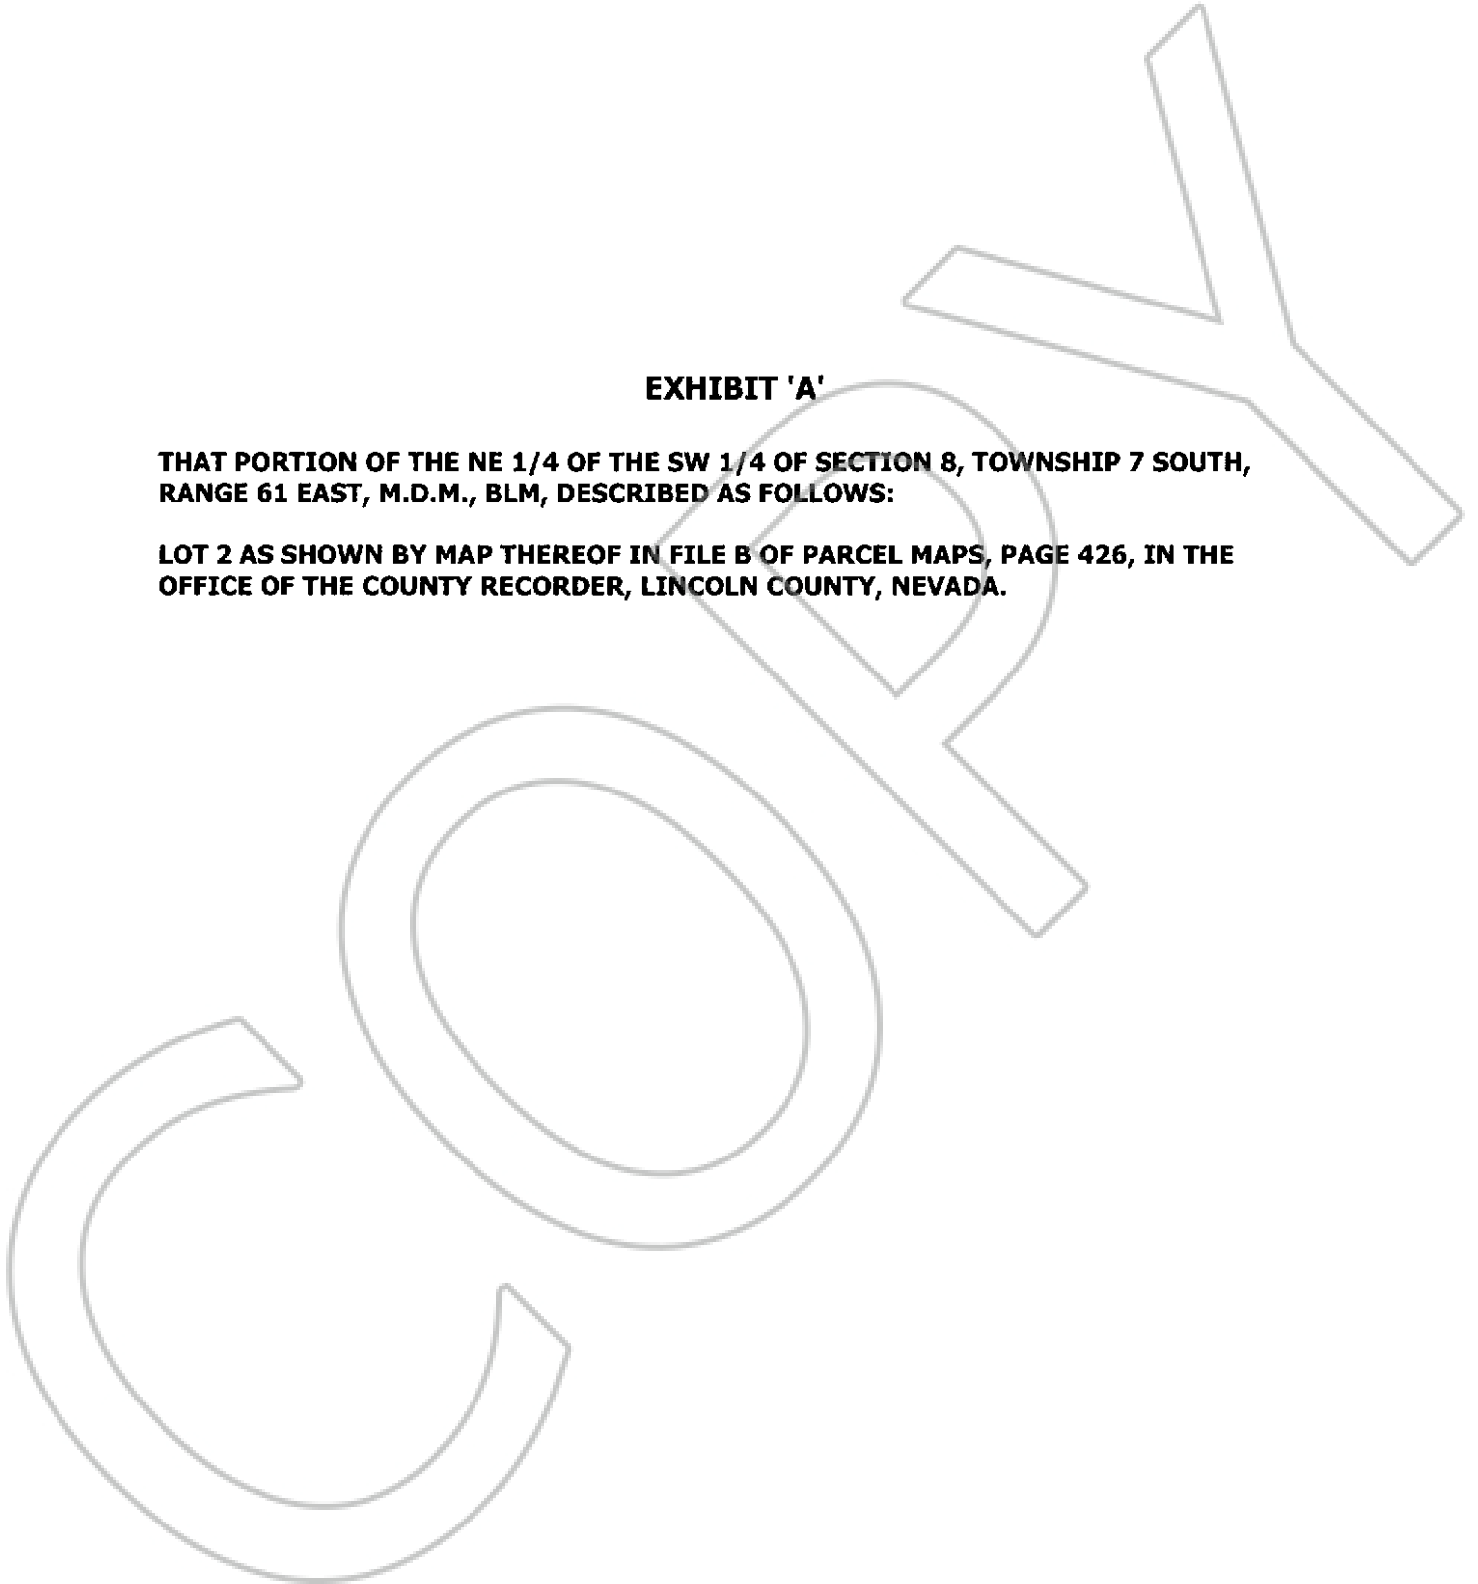 EXHIBIT 'A'
THAT PORTION OF THE NE 1/4 OF THE SW 1/4 OF SECTION 8, TOWNSHIP 7 SOUTH,
RANGE 61 EAST, M.D.M., BLM, DESCRIBED AS FOLLOWS:
LOT 2 AS SHOWN BY MAP THEREOF IN FILE B OF PARCEL MAPS, PAGE 426, IN THE
OFFICE OF THE COUNTY RECORDER, LINCOLN COUNTY, NEVADA.
COPY